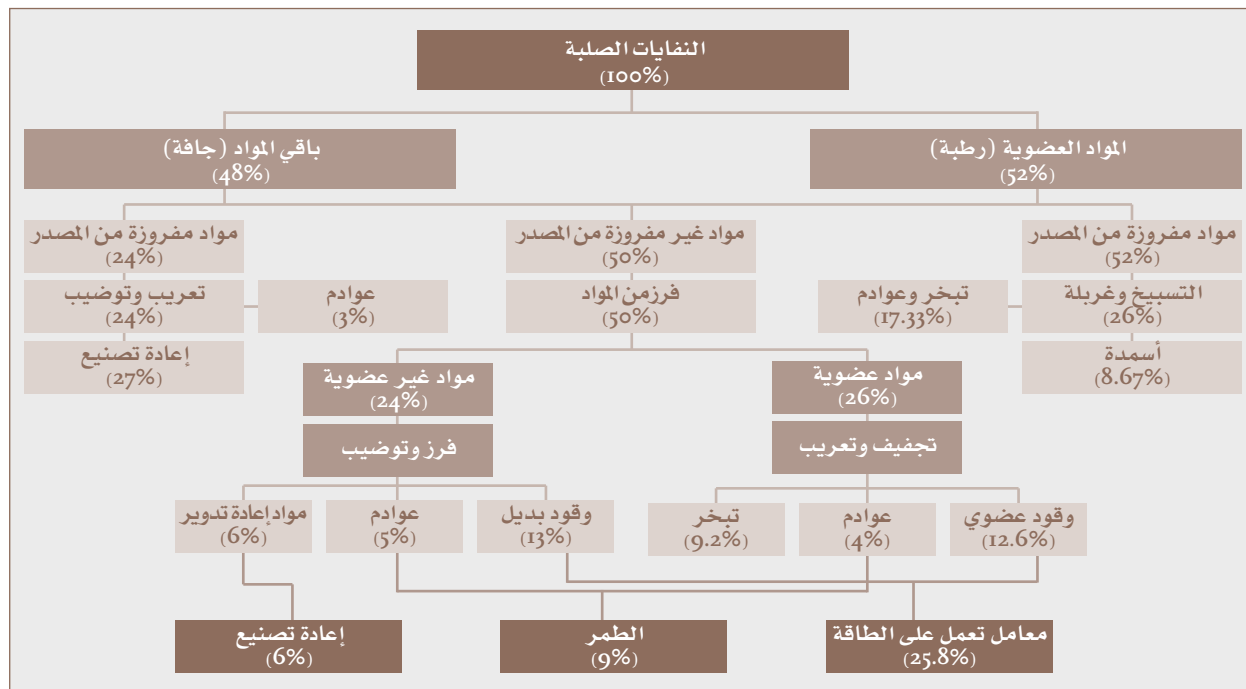 النفايات الصلبة
(100%)
المواد العضوية (رطبة)
(52%)
باقي المواد (جافة)
(48%)
مواد مفروزة من المصدر
(52%)
مواد غير مفروزة من المصدر
(50%)
مواد مفروزة من المصدر
(24%)
التسبيخ وغربلة
(26%)
تبخر وعوادم
(17.33%)
فرزمن المواد
(50%)
عوادم
(3%)
تعريب وتوضيب
(24%)
أسمدة
(8.67%)
إعادة تصنيع
(27%)
مواد عضوية
(26%)
مواد غير عضوية
(24%)
تجفيف وتعريب
فرز وتوضيب
وقود عضوي
(12.6%)
عوادم
(4%)
تبخر
(9.2%)
وقود بديل
(13%)
عوادم
(5%)
مواد إعادة تدوير
(6%)
معامل تعمل على الطاقة
(25.8%)
الطمر
(9%)
إعادة تصنيع
(6%)